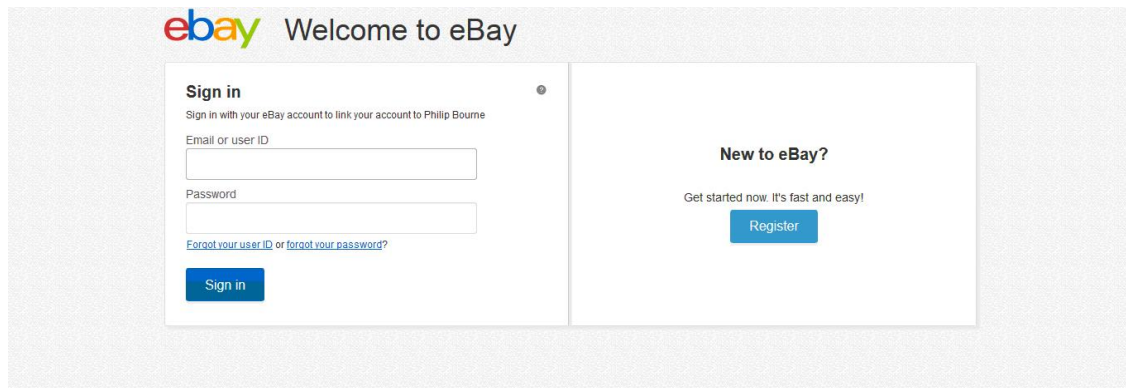 ebay Welcome to eBay
Sign in
?
Sign in with your eBay account to link your account to Philip Bourne
Email or user ID
Password
Forgot your user ID or forgot your password?
Sign in
New to eBay?
Get started now. It's fast and easy!
Register